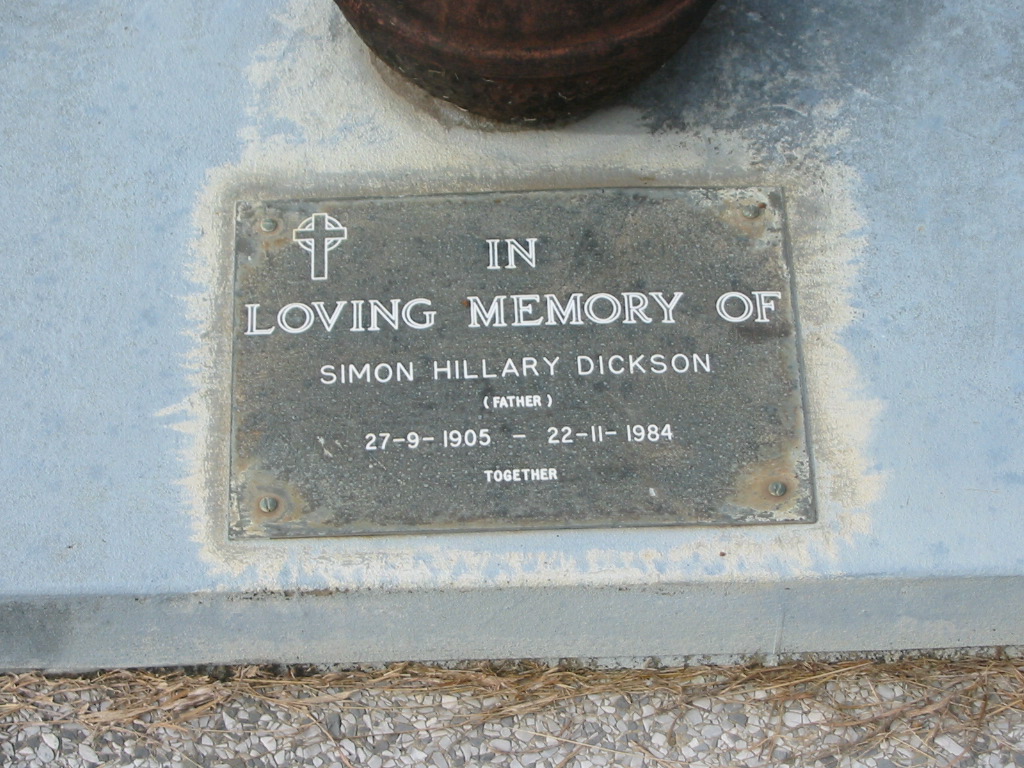 IN
LOVING MEMORY OF
SIMON HILLARY DICKSON
(FATHER)
27-9-1905 - 22-11-1984
TOGETHER